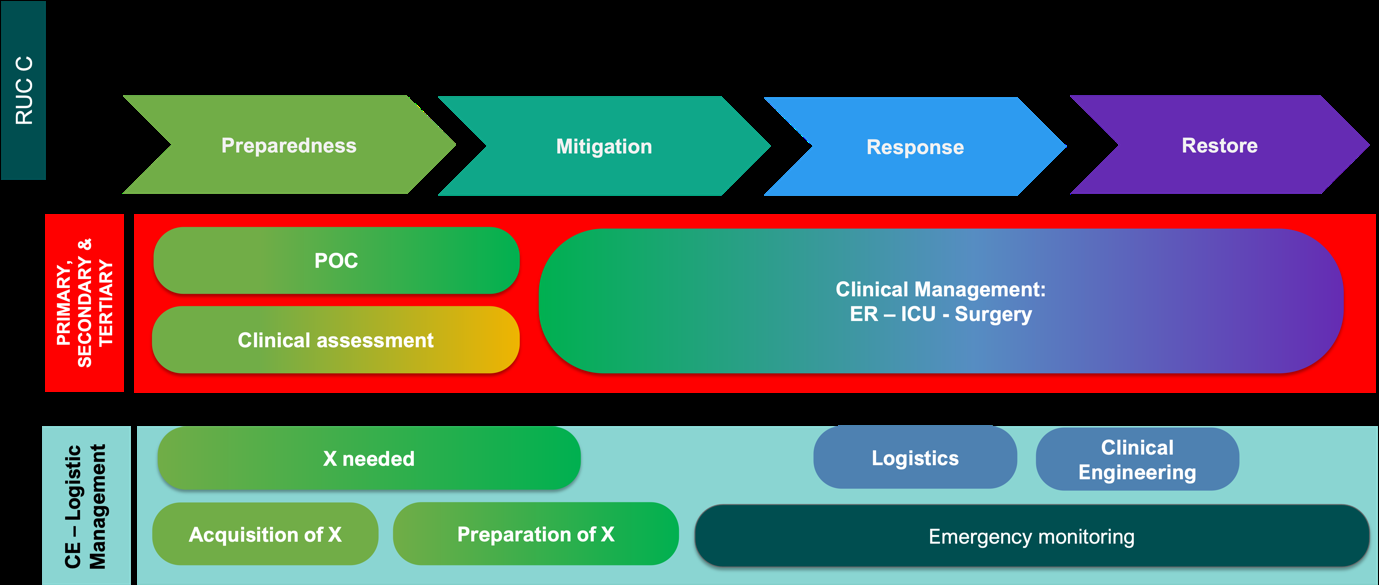 RUC C
Preparedness
Mitigation
Response
Restore
PRIMARY,
SECONDARY &
TERTIARY
POC
Clinical assessment
Clinical Management:
ER – ICU - Surgery
CE – Logistic
Management
X needed
Logistics
Clinical
Engineering
Acquisition of X
Preparation of X
Emergency monitoring